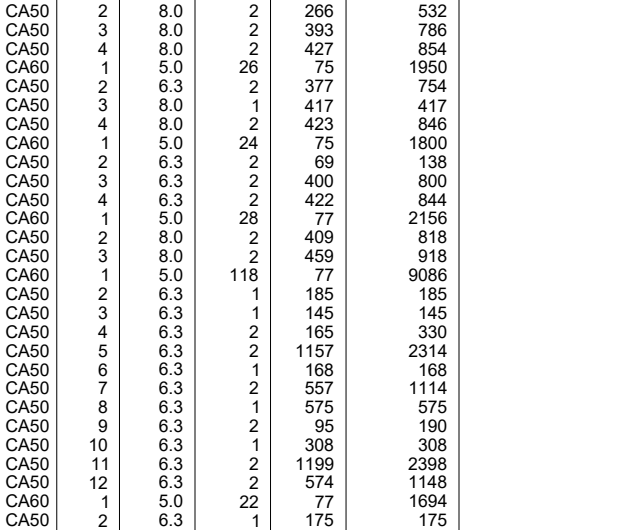 CA50 2 8.0 2 266 532
CA50 3 8.0 2 393 786
CA50 4 8.0 2 427 854
CA60 1 5.0 26 75 1950
CA50 2 6.3 2 377 754
CA50 3 8.0 1 417 417
CA50 4 8.0 2 423 846
CA60 1 5.0 24 75 1800
CA50 2 6.3 2 69 138
CA50 3 6.3 2 400 800
CA50 4 6.3 2 422 844
CA60 1 5.0 28 77 2156
CA50 2 8.0 2 409 818
CA50 3 8.0 2 459 918
CA60 1 5.0 118 77 9086
CA50 2 6.3 1 185 185
CA50 3 6.3 1 145 145
CA50 4 6.3 2 165 330
CA50 5 6.3 2 1157 2314
CA50 6 6.3 1 168 168
CA50 7 6.3 2 557 1114
CA50 8 6.3 1 575 575
CA50 9 6.3 2 95 190
CA50 10 6.3 1 308 308
CA50 11 6.3 2 1199 2398
CA50 12 6.3 2 574 1148
CA60 1 5.0 22 77 1694
CA50 2 6.3 1 175 175